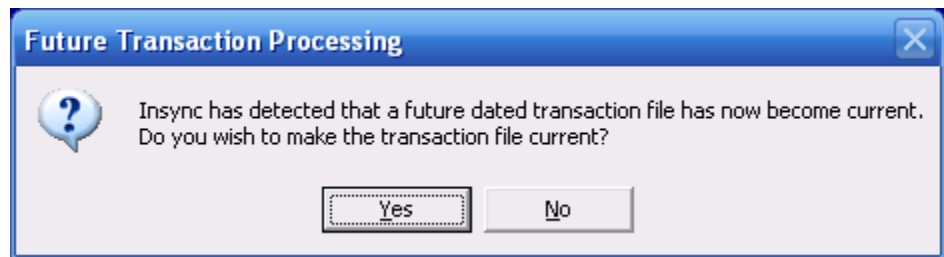 Future Transaction Processing
Insync has detected that a future dated transaction file has now become current.
Do you wish to make the transaction file current?
Yes
No